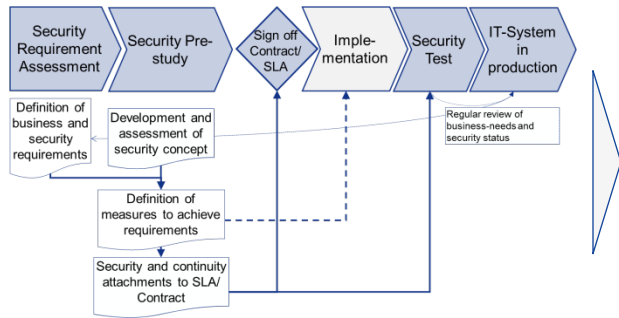 Security
Requirement
Assessment
Security Pre-
study
Sign off
Contract/
SLA
Imple-
mentation
Security
Test
IT-System
in
production
Definition of
business and
security
requirements
Development and
assessment of
security concept
Regular review of
business-needs and
security status
Definition of
measures to achieve
requirements
Security and continuity
attachments to SLA/
Contract